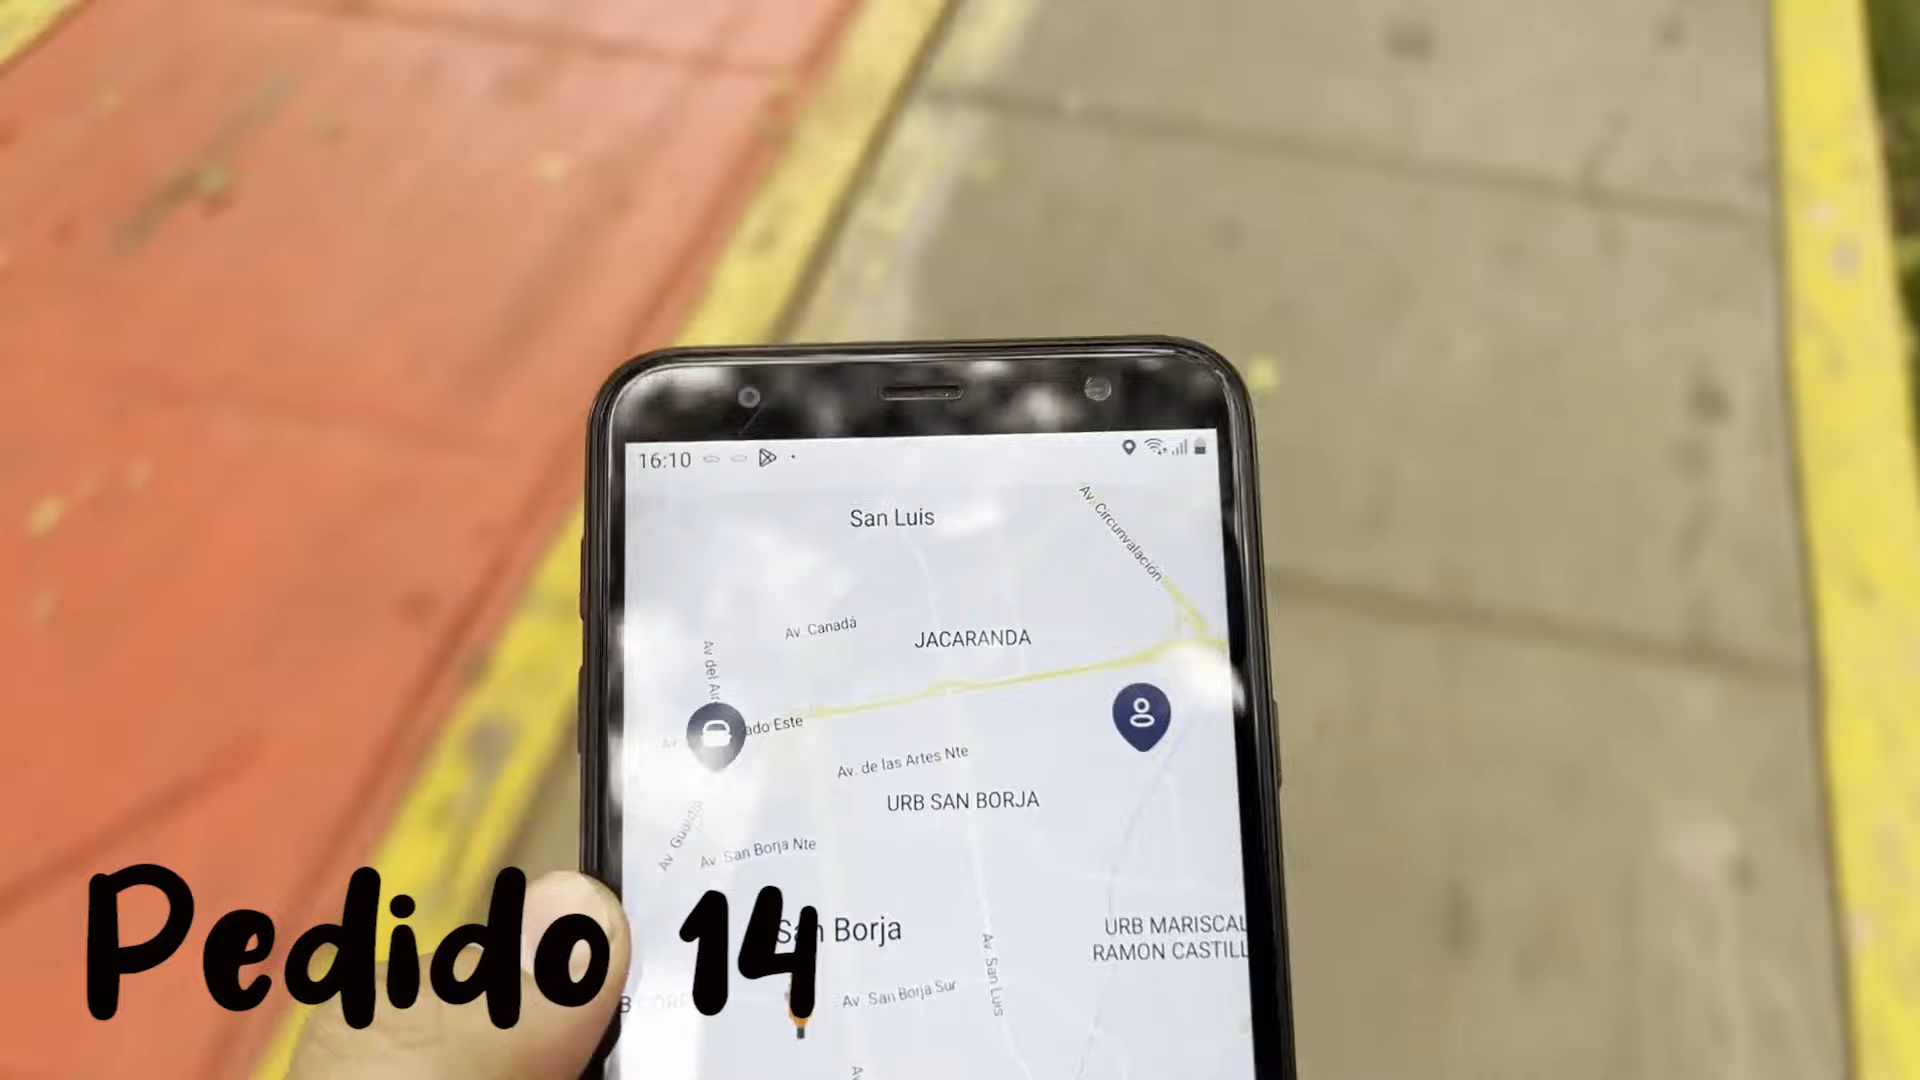 16:10
San Luis
Av. Circunvalación
Av. Canadá
JACARANDA
Av del
ado Este
Av. de las Artes Nte
URB SAN BORJA
Av. San Borja Nte
Pedido 14
San Borja
URB MARISCAL
RAMON CASTILL
Av. San Luis
Av. San Borja Sur